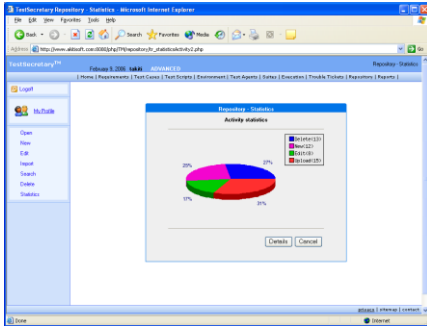 TestSecretary Repository - Statistics - Microsoft Internet Explorer
File Edit View Favorites Tools Help
Back Search Favorites Media
Address Go
TestSecretary™ Repository - Statistics
February 9, 2006 ADVANCED
| Home | Requirements | Test Cases | Test Scripts | Environment | Test Agents | Suites | Execution | Trouble Tickets | Repository | Reports |
Logoff
My Profile
Open
New
Edit
Import
Search
Delete
Statistics
Repository - Statistics
Activity statistics
Delete(13)
New(12)
Edit(8)
Upload(15)
25%
27%
17%
31%
Details Cancel
privacy | sitemap | contact
Done Internet